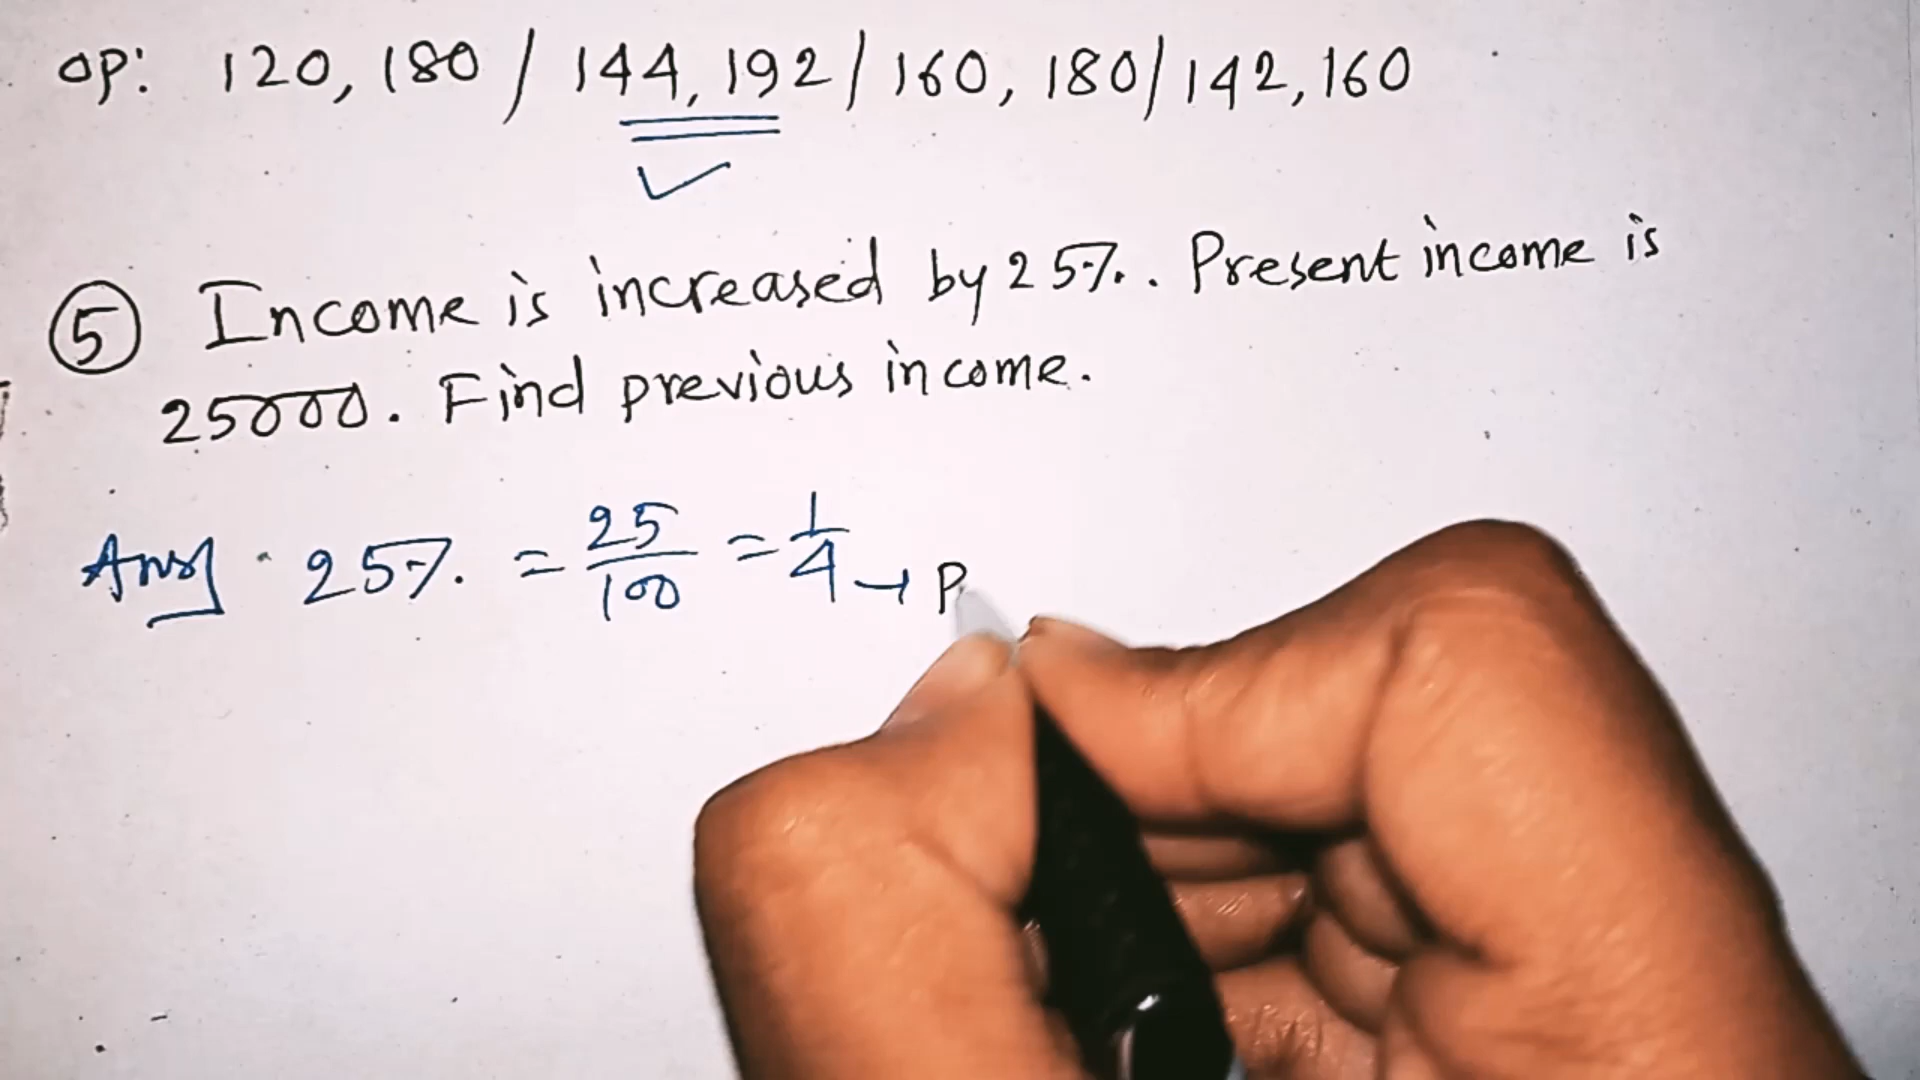 OP: 120, 180 / 144, 192 / 160, 180 / 142, 160
5 Income is increased by 25%. Present income is
25000. Find previous income.
Ans 25% = 25/100 = 1/4 → P